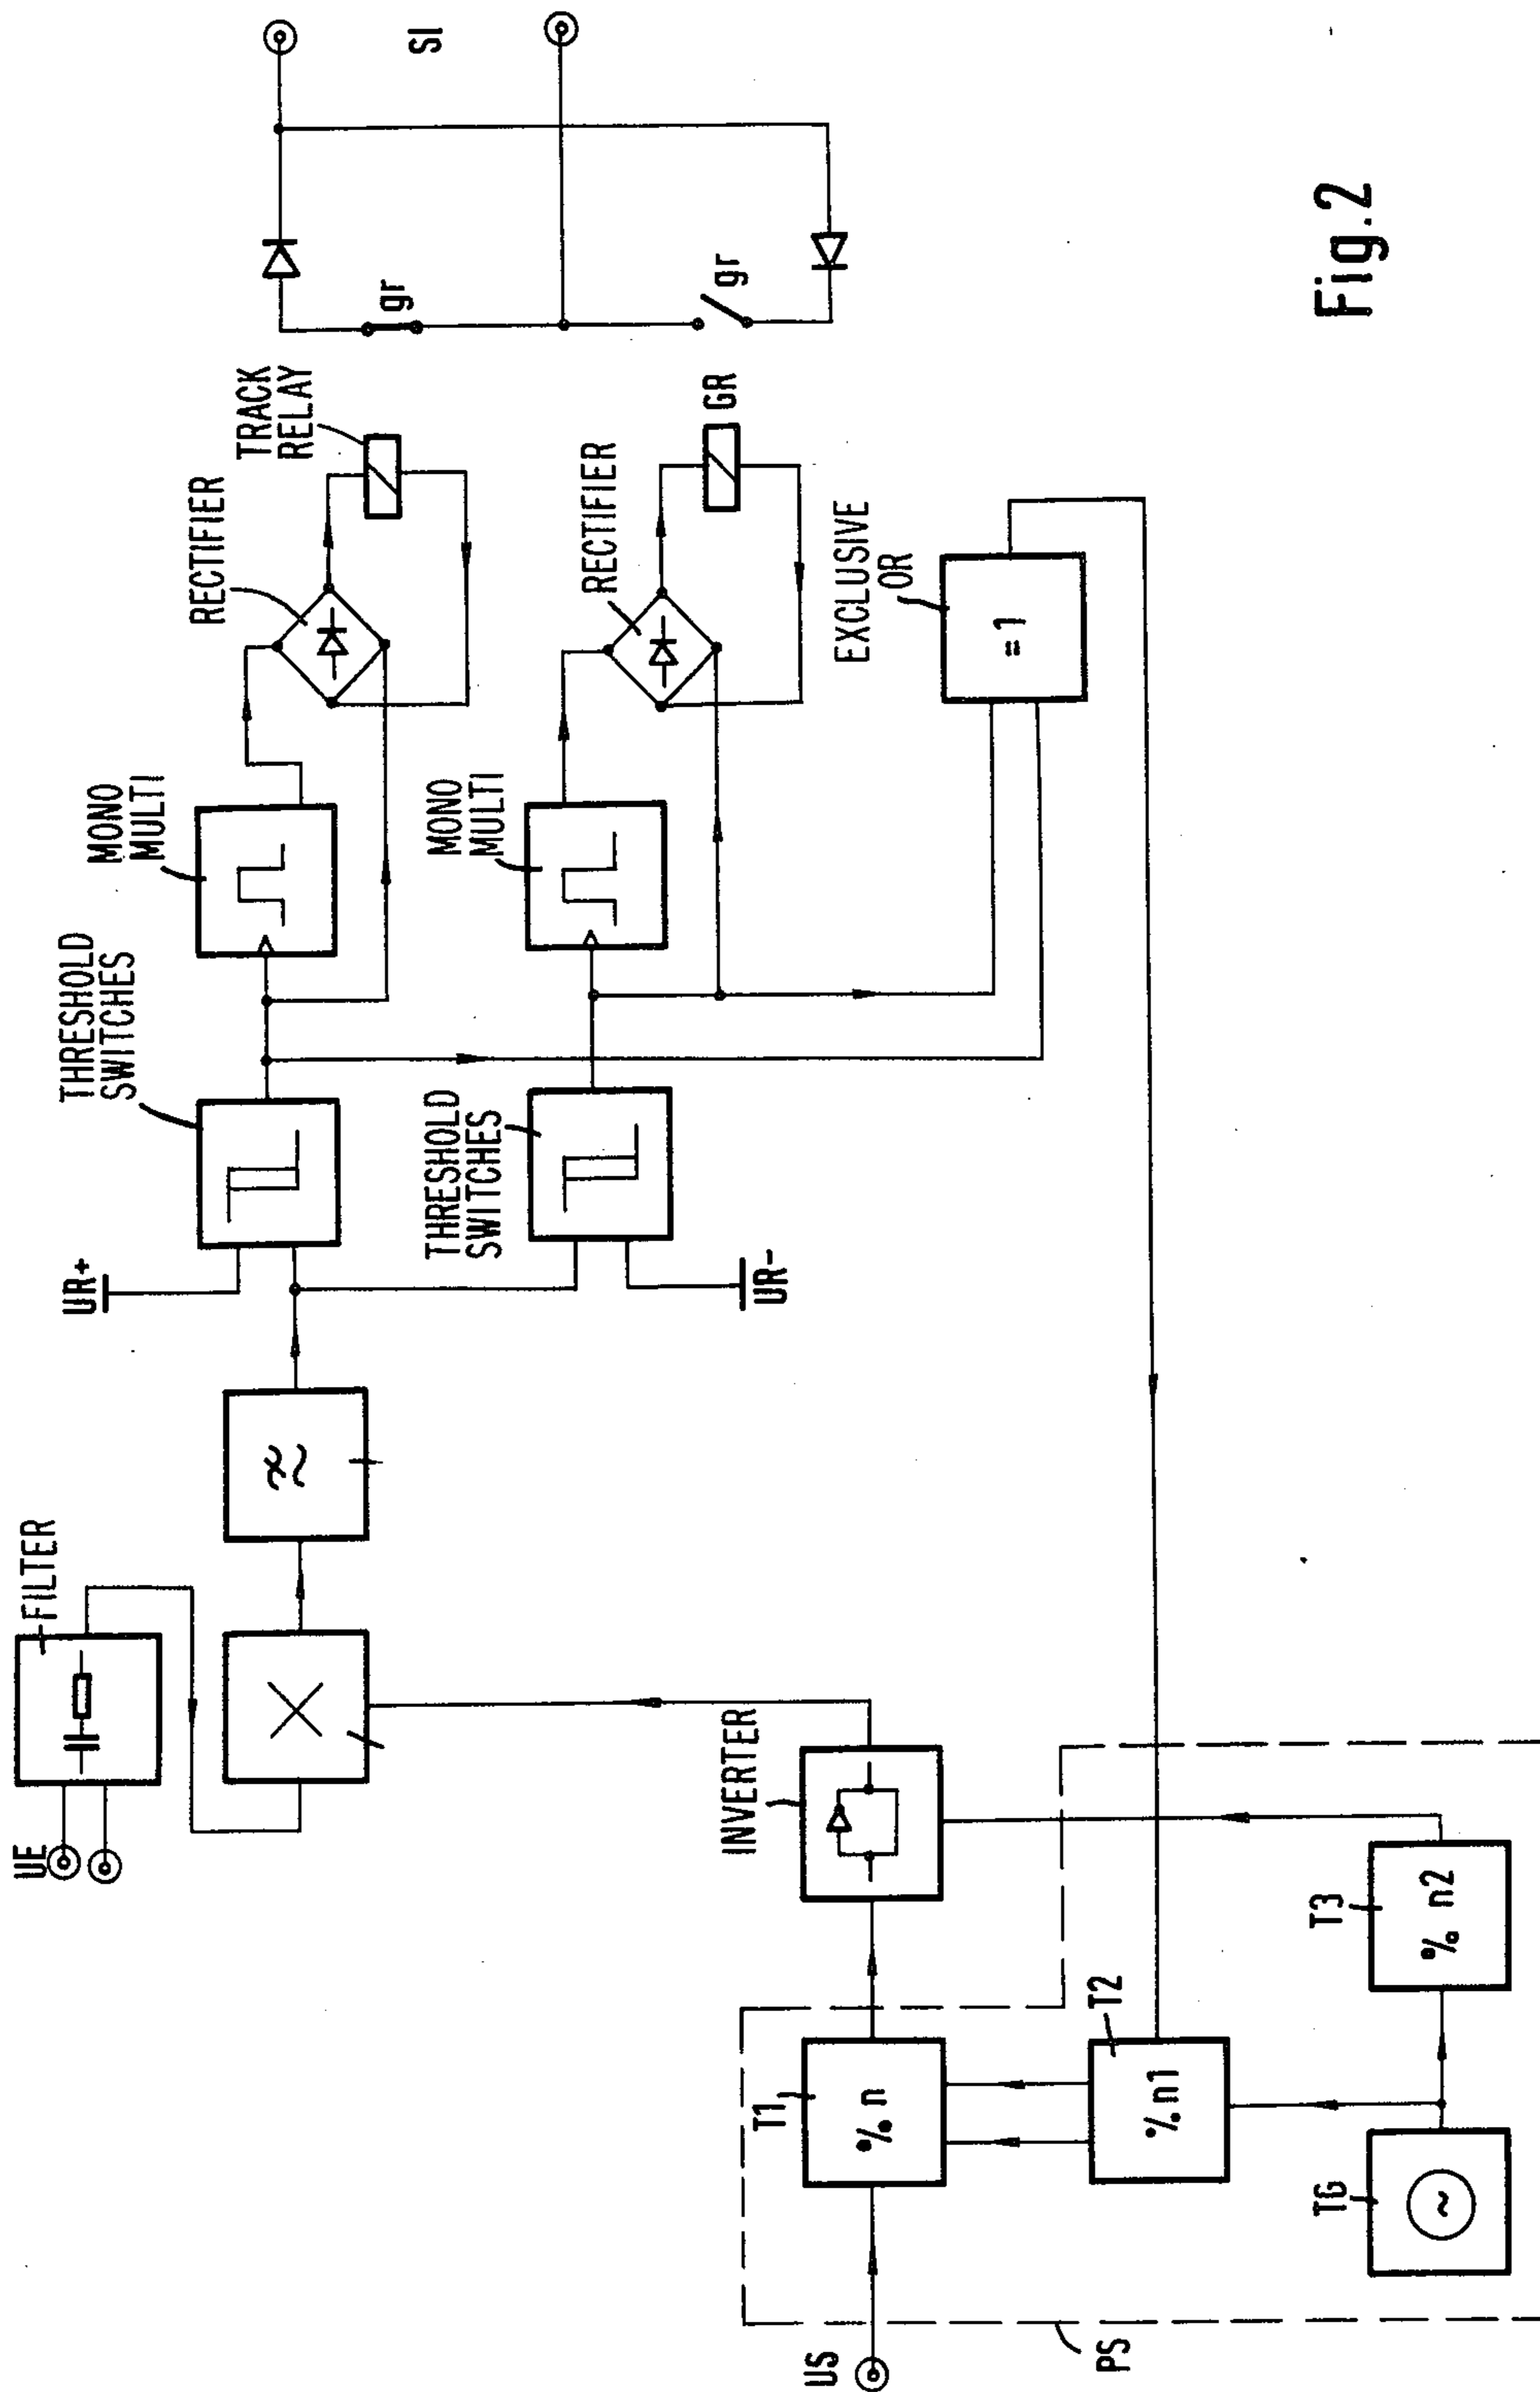 UE
FILTER
UR+
THRESHOLD
SWITCHES
MONO
MULTI
RECTIFIER
TRACK
RELAY
gr
SI
THRESHOLD
SWITCHES
UR-
MONO
MULTI
RECTIFIER
GR
gr
EXCLUSIVE
OR
=1
INVERTER
US
PS
T1
% n
T2
% n1
TG
T3
% n2
Fig.2